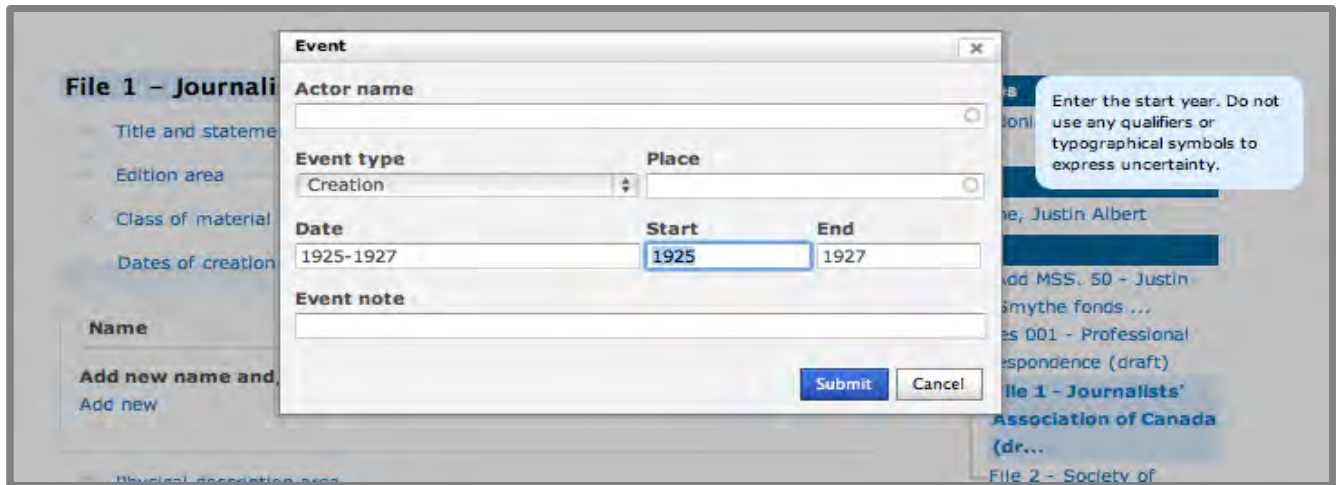 Event
File 1 – Journali
Actor name
Title and stateme
Edition area
Event type
Place
Creation
Class of material
Date
Start
End
1925-1927
1925
1927
Dates of creation
Event note
Name
Add new name and,
Add new
Submit
Cancel
Physical description area
Enter the start year. Do not
use any qualifiers or
typographical symbols to
express uncertainty.
ne, Justin Albert
Add MSS. 50 - Justin
Smythe fonds ...
es 001 - Professional
espondence (draft)
File 1 - Journalists'
Association of Canada
(dr...
File 2 - Society of